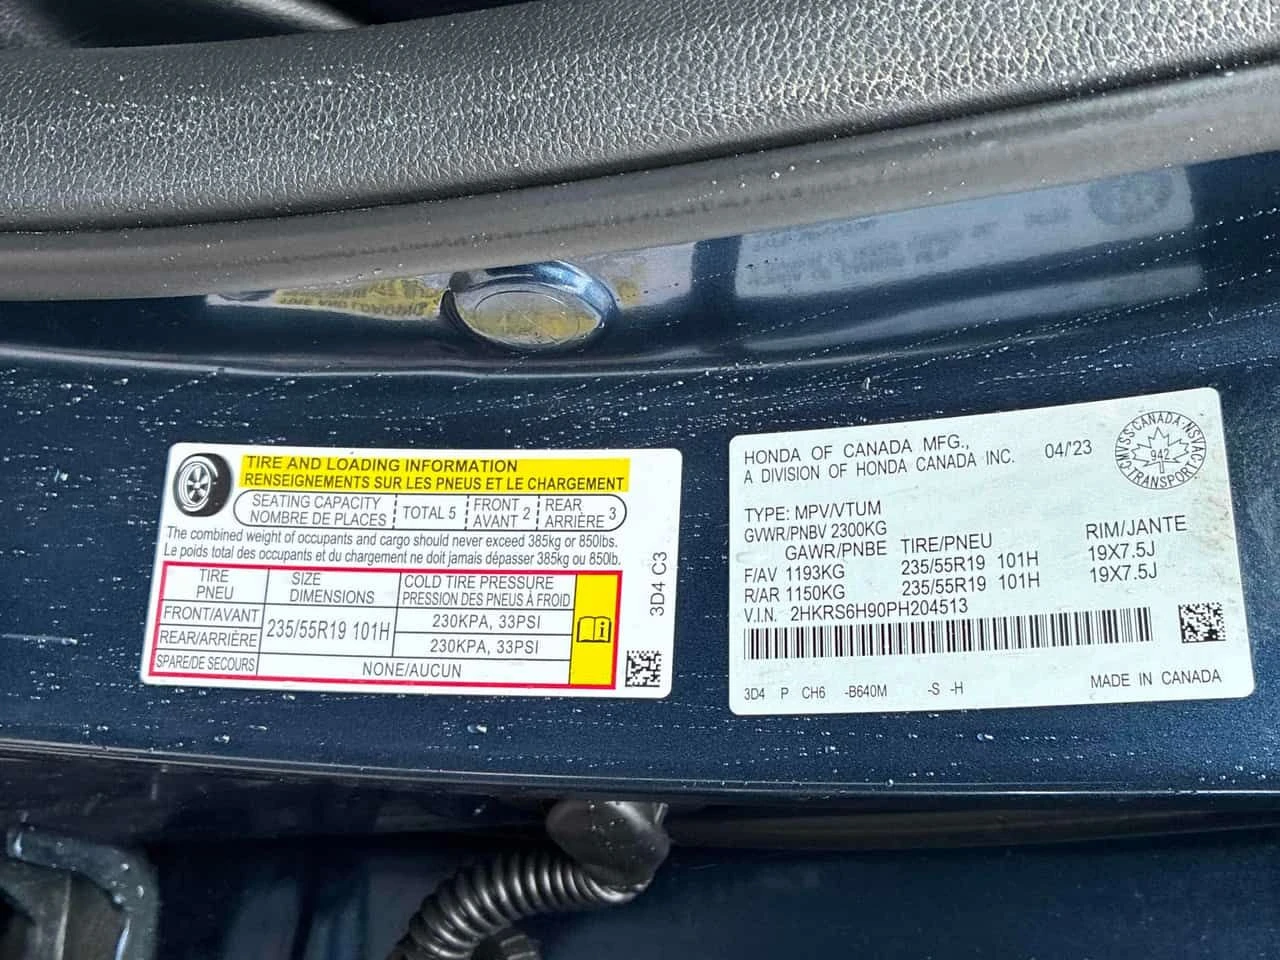 TIRE AND LOADING INFORMATION
RENSEIGNEMENTS SUR LES PNEUS ET LE CHARGEMENT
SEATING CAPACITY
NOMBRE DE PLACES
TOTAL 5
FRONT
AVANT 2
REAR
ARRIÈRE 3
The combined weight of occupants and cargo should never exceed 385kg or 850lbs.
Le poids total des occupants et du chargement ne doit jamais dépasser 385kg ou 850lb.
TIRE
PNEU
SIZE
DIMENSIONS
COLD TIRE PRESSURE
PRESSION DES PNEUS À FROID
FRONT/AVANT
235/55R19 101H
230KPA, 33PSI
REAR/ARRIÈRE
230KPA, 33PSI
SPARE/DE SECOURS
NONE/AUCUN
3D4 C3
HONDA OF CANADA MFG.,
A DIVISION OF HONDA CANADA INC.
04/23
CMVSS·CANADA·NSVAC
942
TRANSPORT
TYPE: MPV/VTUM
GVWR/PNBV 2300KG
GAWR/PNBE TIRE/PNEU RIM/JANTE
F/AV 1193KG 235/55R19 101H 19X7.5J
R/AR 1150KG 235/55R19 101H 19X7.5J
V.I.N. 2HKRS6H90PH204513
3D4 P CH6 -B640M -S -H
MADE IN CANADA